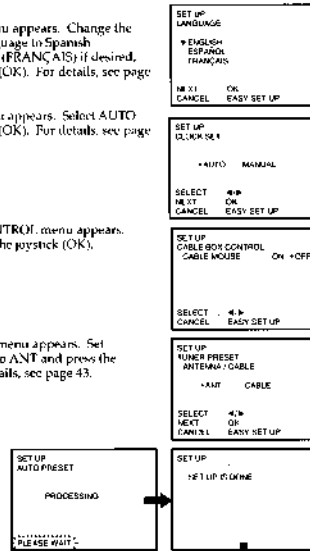 nu appears. Change the
guage to Spanish
(FRANÇAIS) if desired,
(OK). For details, see page
SET UP
LANGUAGE
ENGLISH
ESPAÑOL
FRANÇAIS
NEXT OK
CANCEL EASY SET UP
u appears. Select AUTO
(OK). For details, see page
SET UP
CLOCK SET
AUTO MANUAL
SELECT
NEXT OK
CANCEL EASY SET UP
NTROL menu appears.
the joystick (OK).
SET UP
CABLE BOX CONTROL
CABLE MOUSE ON OFF
SELECT
CANCEL EASY SET UP
menu appears. Set
o ANT and press the
ails, see page 43.
SET UP
TUNER PRESET
ANTENNA / CABLE
ANT CABLE
SELECT
NEXT OK
CANCEL EASY SET UP
SET UP
AUTO PRESET
PROCESSING
PLEASE WAIT
SET UP
SET UP IS DONE